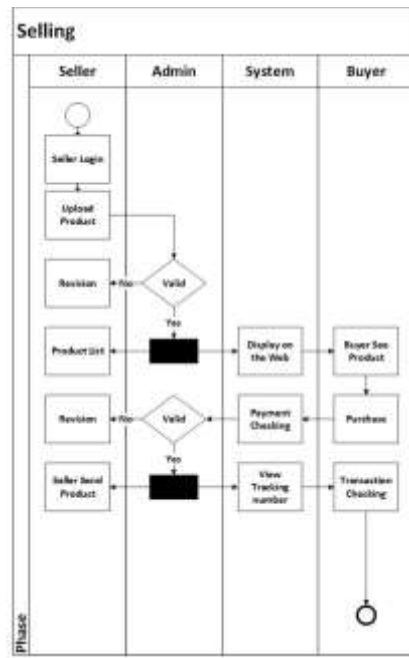 Selling
Seller
Admin
System
Buyer
Seller Login
Upload
Product
Revision
No
Valid
Yes
Product List
Display on
the Web
Buyer See
Product
Revision
No
Valid
Payment
Checking
Purchase
Yes
Seller Send
Product
View
Tracking
number
Transaction
Checking
Phase